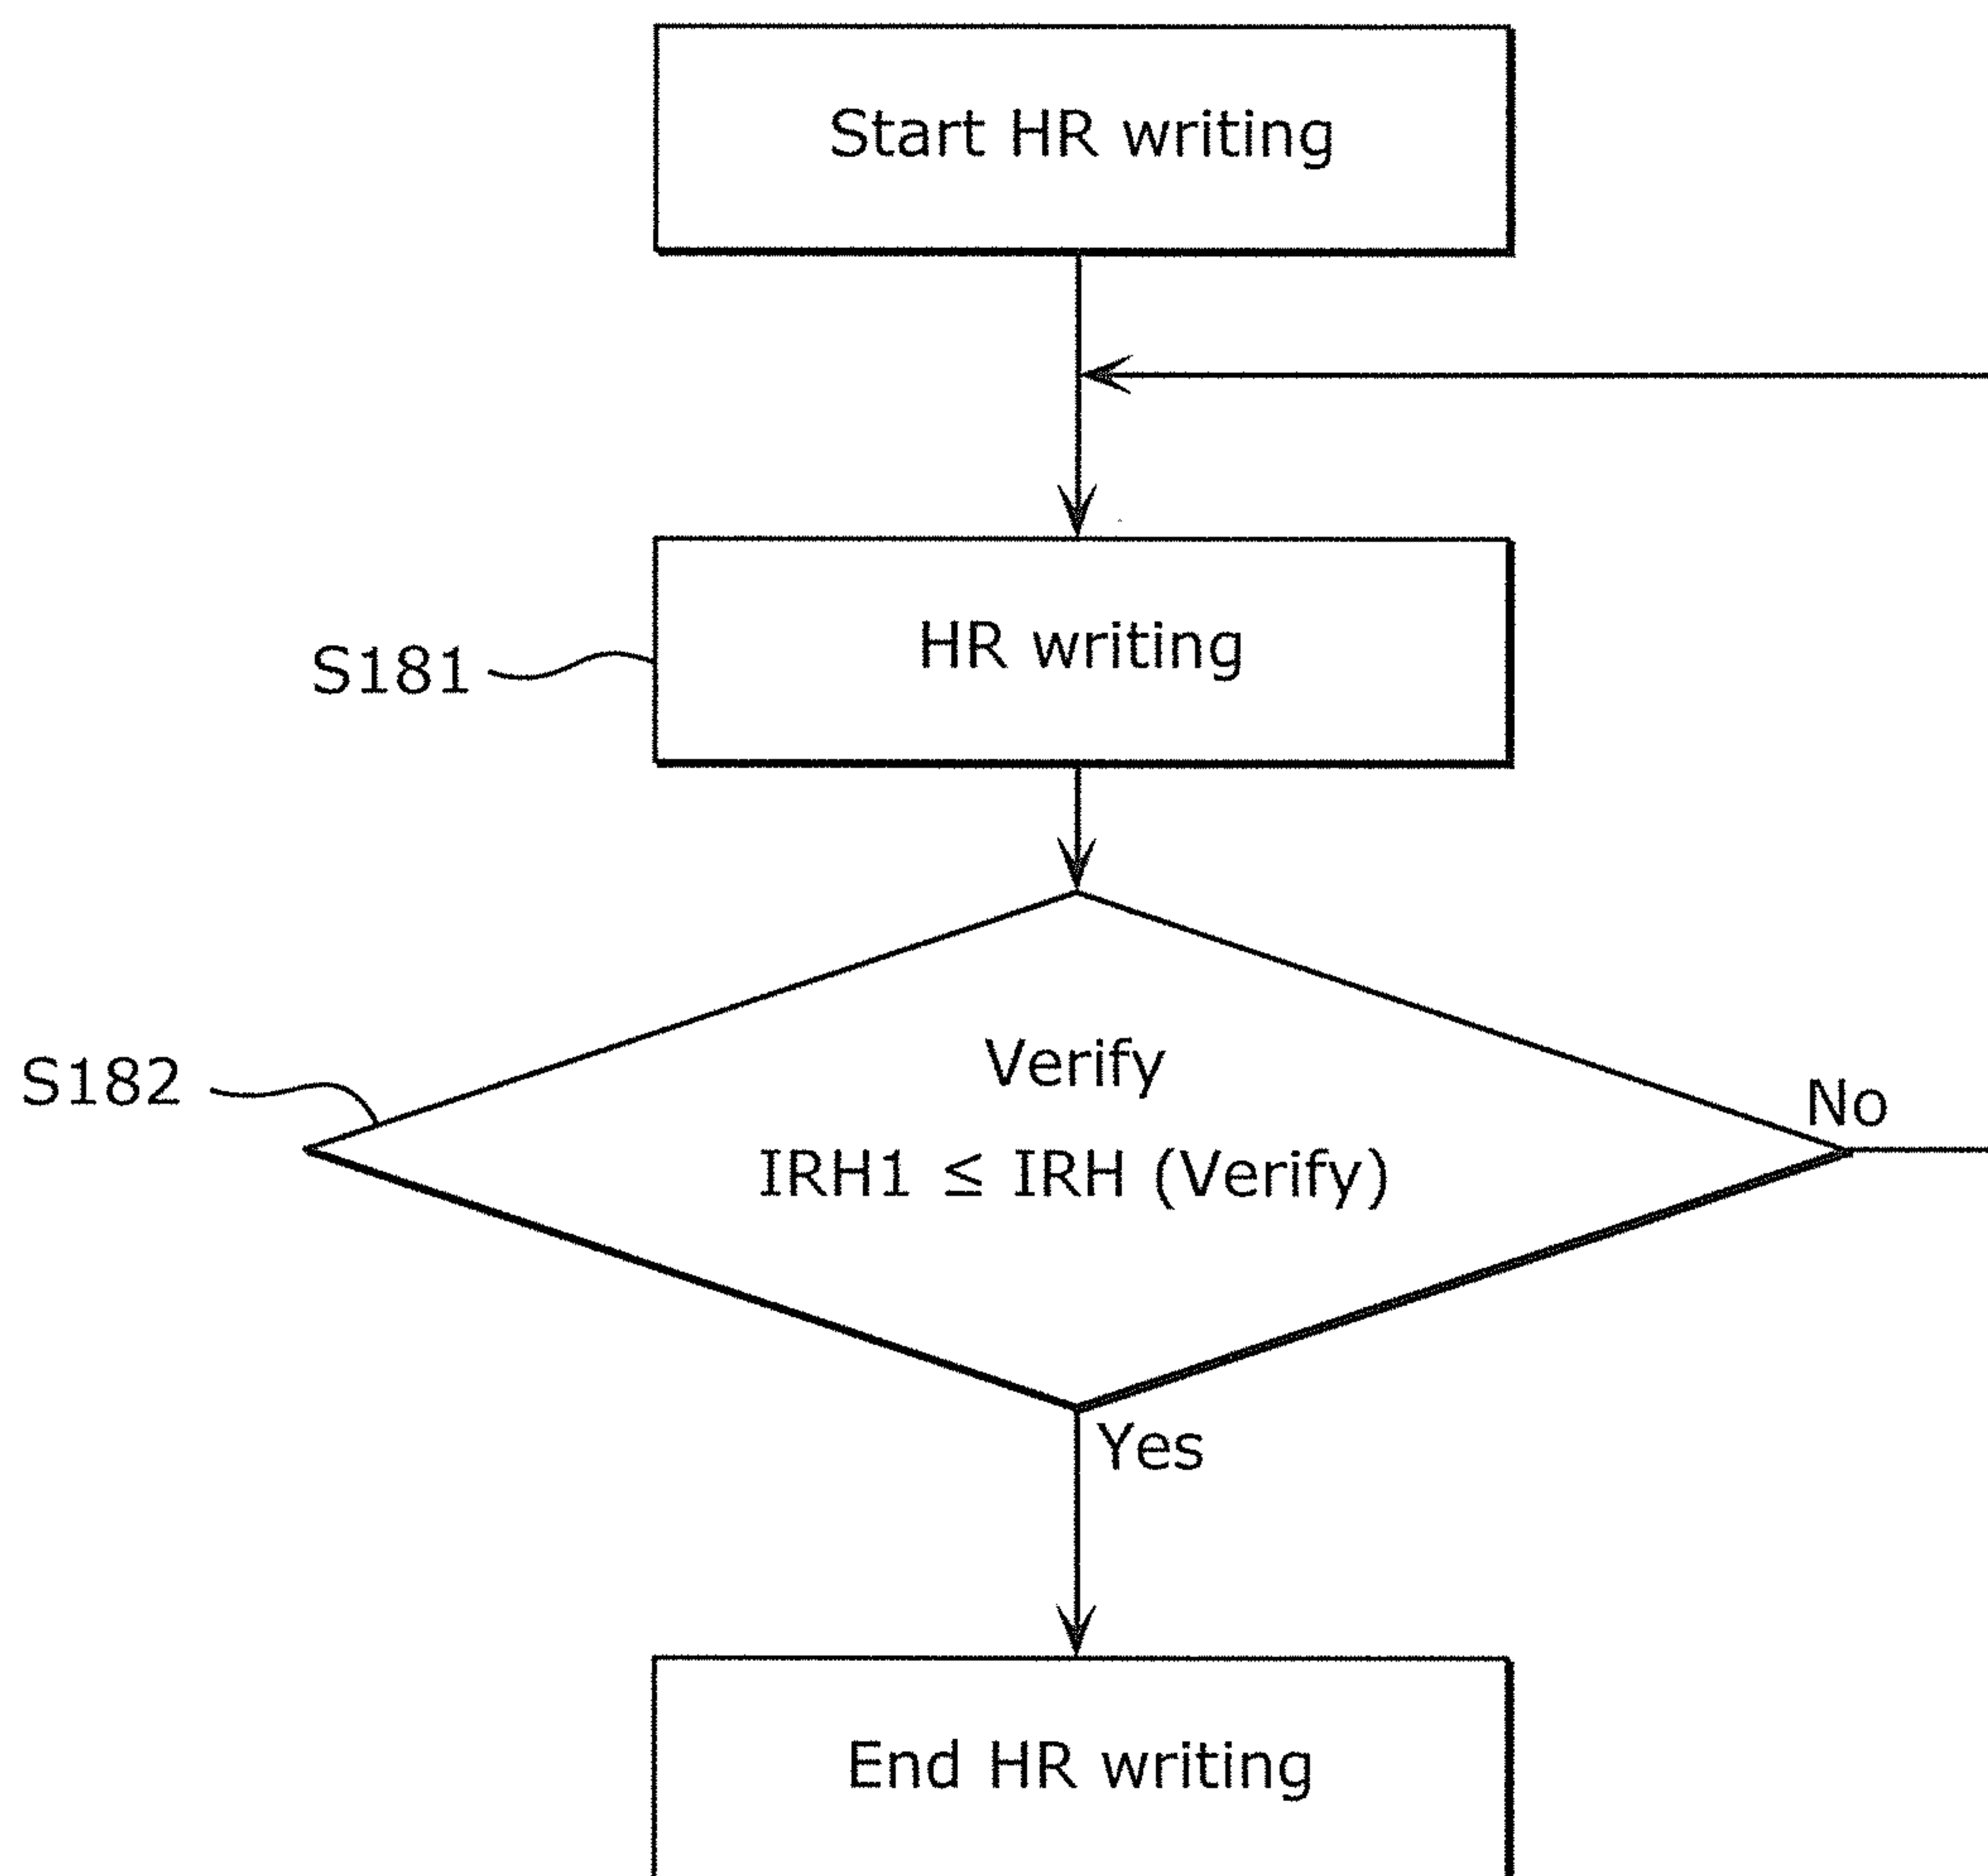 Start HR writing
HR writing
S181
Verify
S182
No
IRH1 ≤ IRH (Verify)
Yes
End HR writing